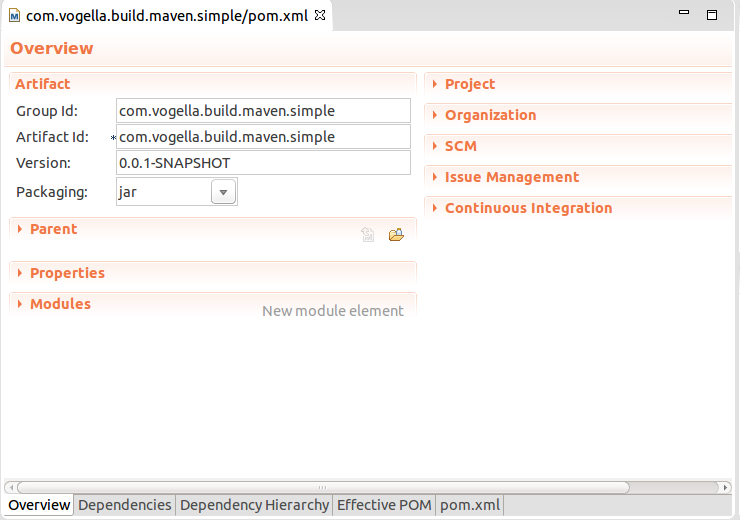 com.vogella.build.maven.simple/pom.xml
Overview
Artifact
Group Id: com.vogella.build.maven.simple
Artifact Id: *com.vogella.build.maven.simple
Version: 0.0.1-SNAPSHOT
Packaging: jar
Parent
Properties
Modules
New module element
Project
Organization
SCM
Issue Management
Continuous Integration
Overview Dependencies Dependency Hierarchy Effective POM pom.xml